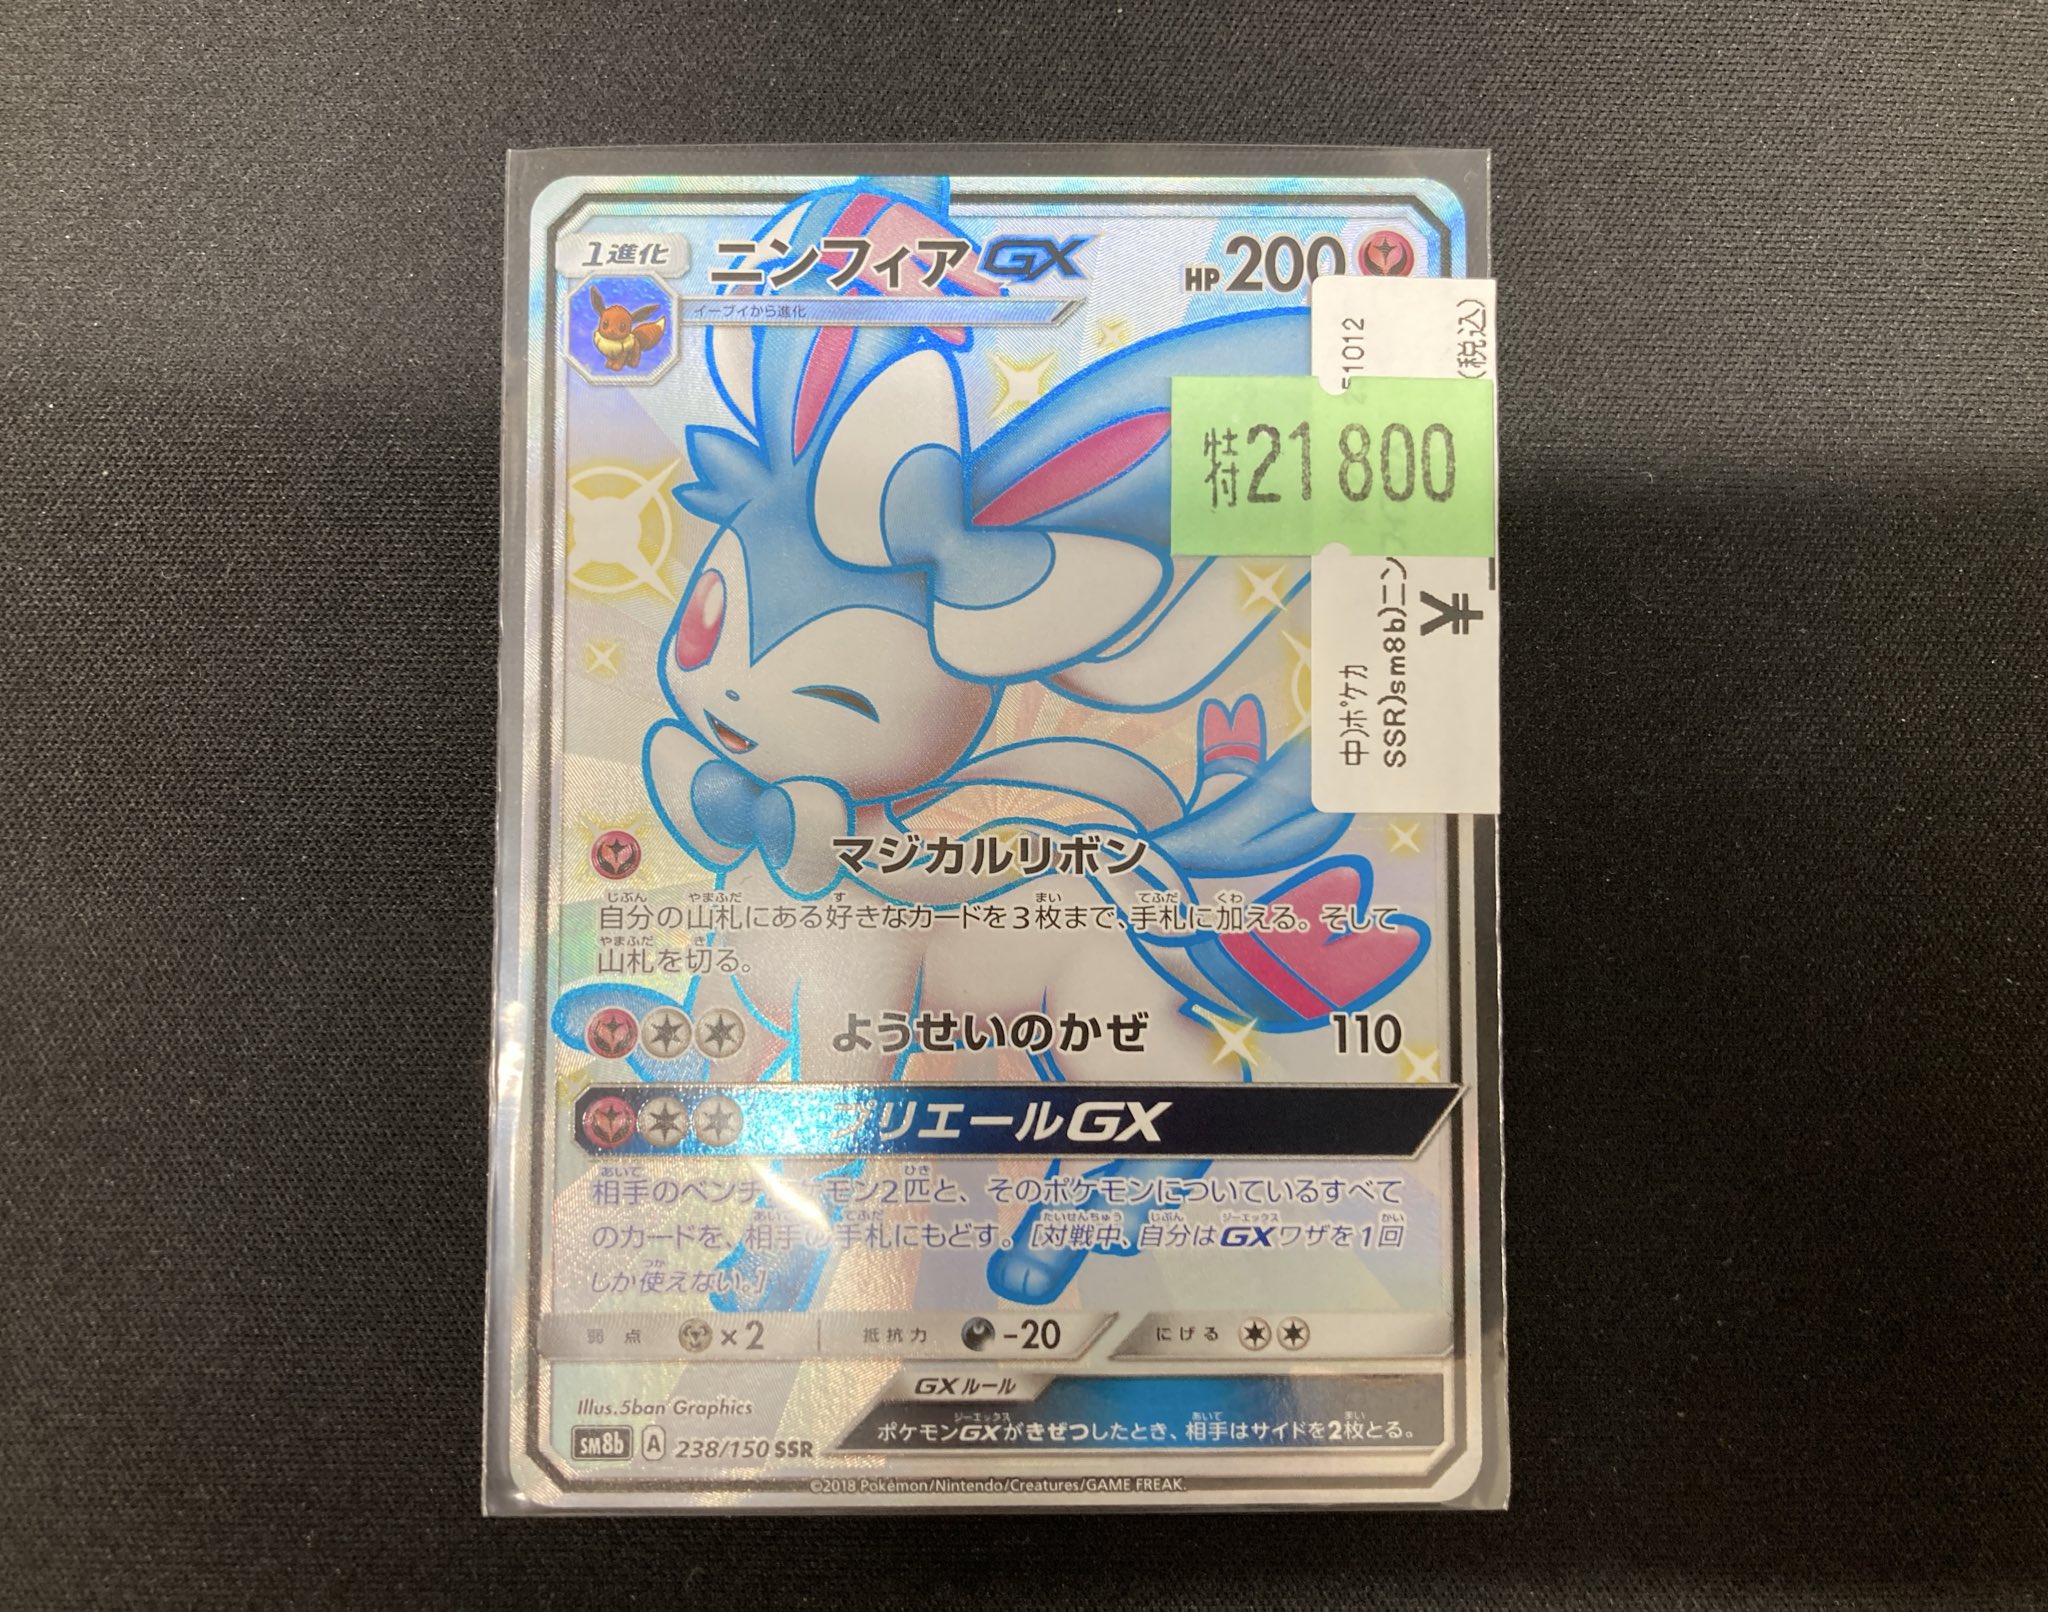 1進化
ニンフィアGX
HP200
イーブイから進化
51012
(税込)
特21800
中)ポケカ
SSR)sm8b)ニン
¥
マジカルリボン
自分の山札にある好きなカードを3枚まで、手札に加える。そして
山札を切る。
ようせいのかぜ 110
プリエールGX
相手のベンチポケモン2匹と、そのポケモンについているすべて
のカードを、相手の手札にもどす。[対戦中、自分はGXワザを1回
しか使えない。]
弱点 ×2 抵抗力 -20 にげる
GXルール
ポケモンGXがきぜつしたとき、相手はサイドを2枚とる。
Illus.5ban Graphics
SM8b A 238/150 SSR
©2018 Pokémon/Nintendo/Creatures/GAME FREAK.